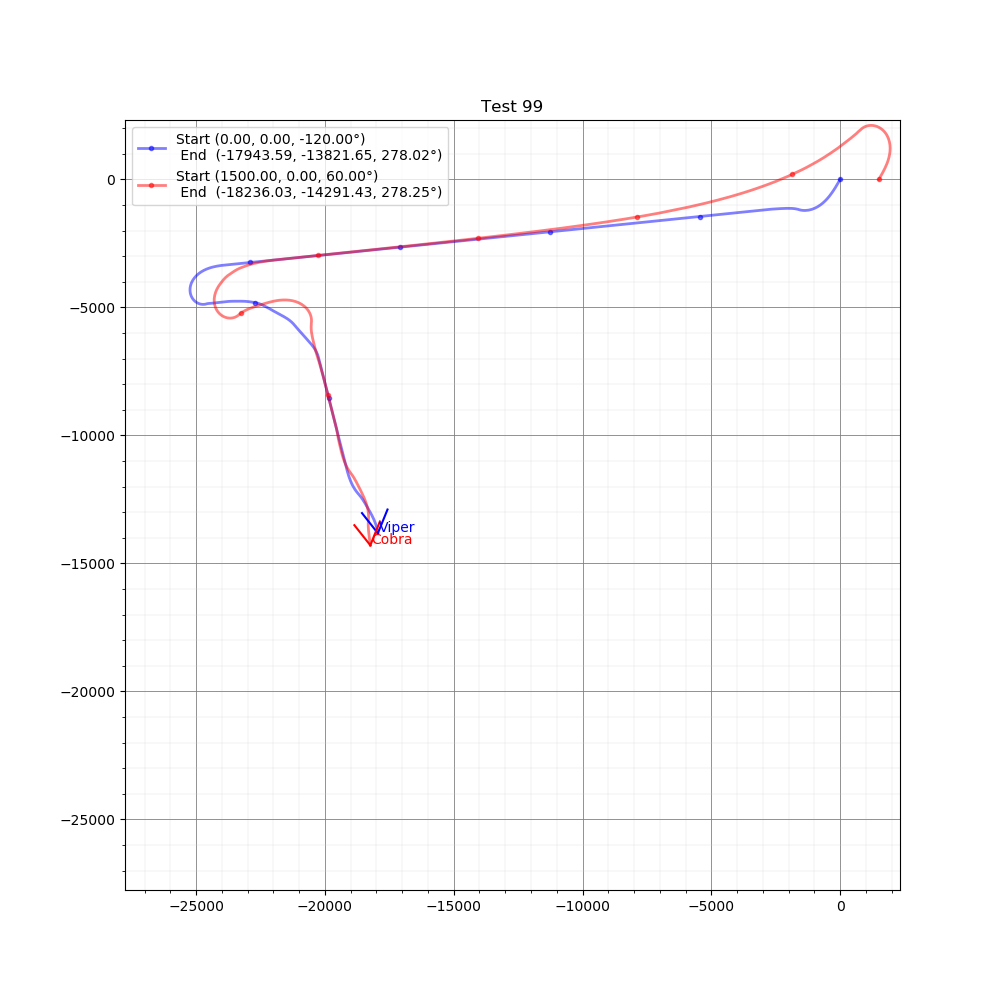 Test 99
Start (0.00, 0.00, -120.00°)
End (-17943.59, -13821.65, 278.02°)
Start (1500.00, 0.00, 60.00°)
End (-18236.03, -14291.43, 278.25°)
0
−5000
−10000
Viper
Cobra
−15000
−20000
−25000
−25000
−20000
−15000
−10000
−5000
0